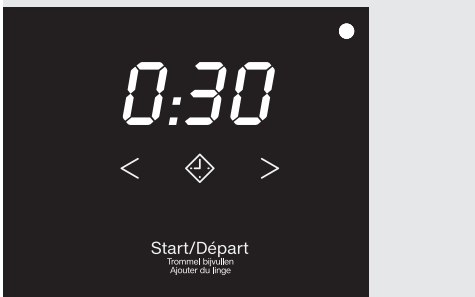 0:30
< >
Start/Départ
Trommel bijvullen
Ajouter du linge